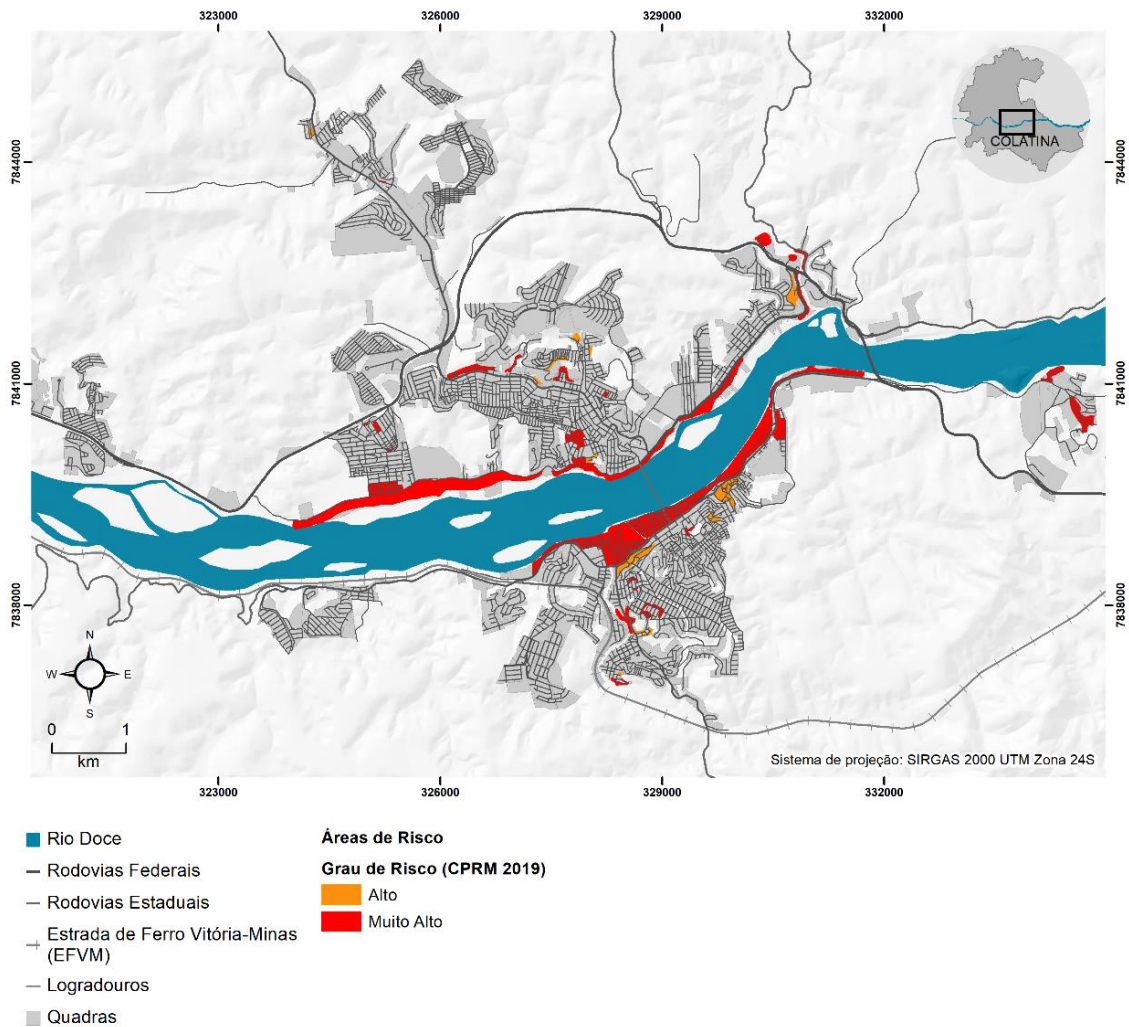 323000
326000
329000
332000
COLATINA
7844000
7844000
7841000
7841000
7838000
7838000
N
W
E
S
0
1
km
Sistema de projeção: SIRGAS 2000 UTM Zona 24S
323000
326000
329000
332000
Rio Doce
Rodovias Federais
Rodovias Estaduais
Estrada de Ferro Vitória-Minas
(EFVM)
Logradouros
Quadras
Áreas de Risco
Grau de Risco (CPRM 2019)
Alto
Muito Alto